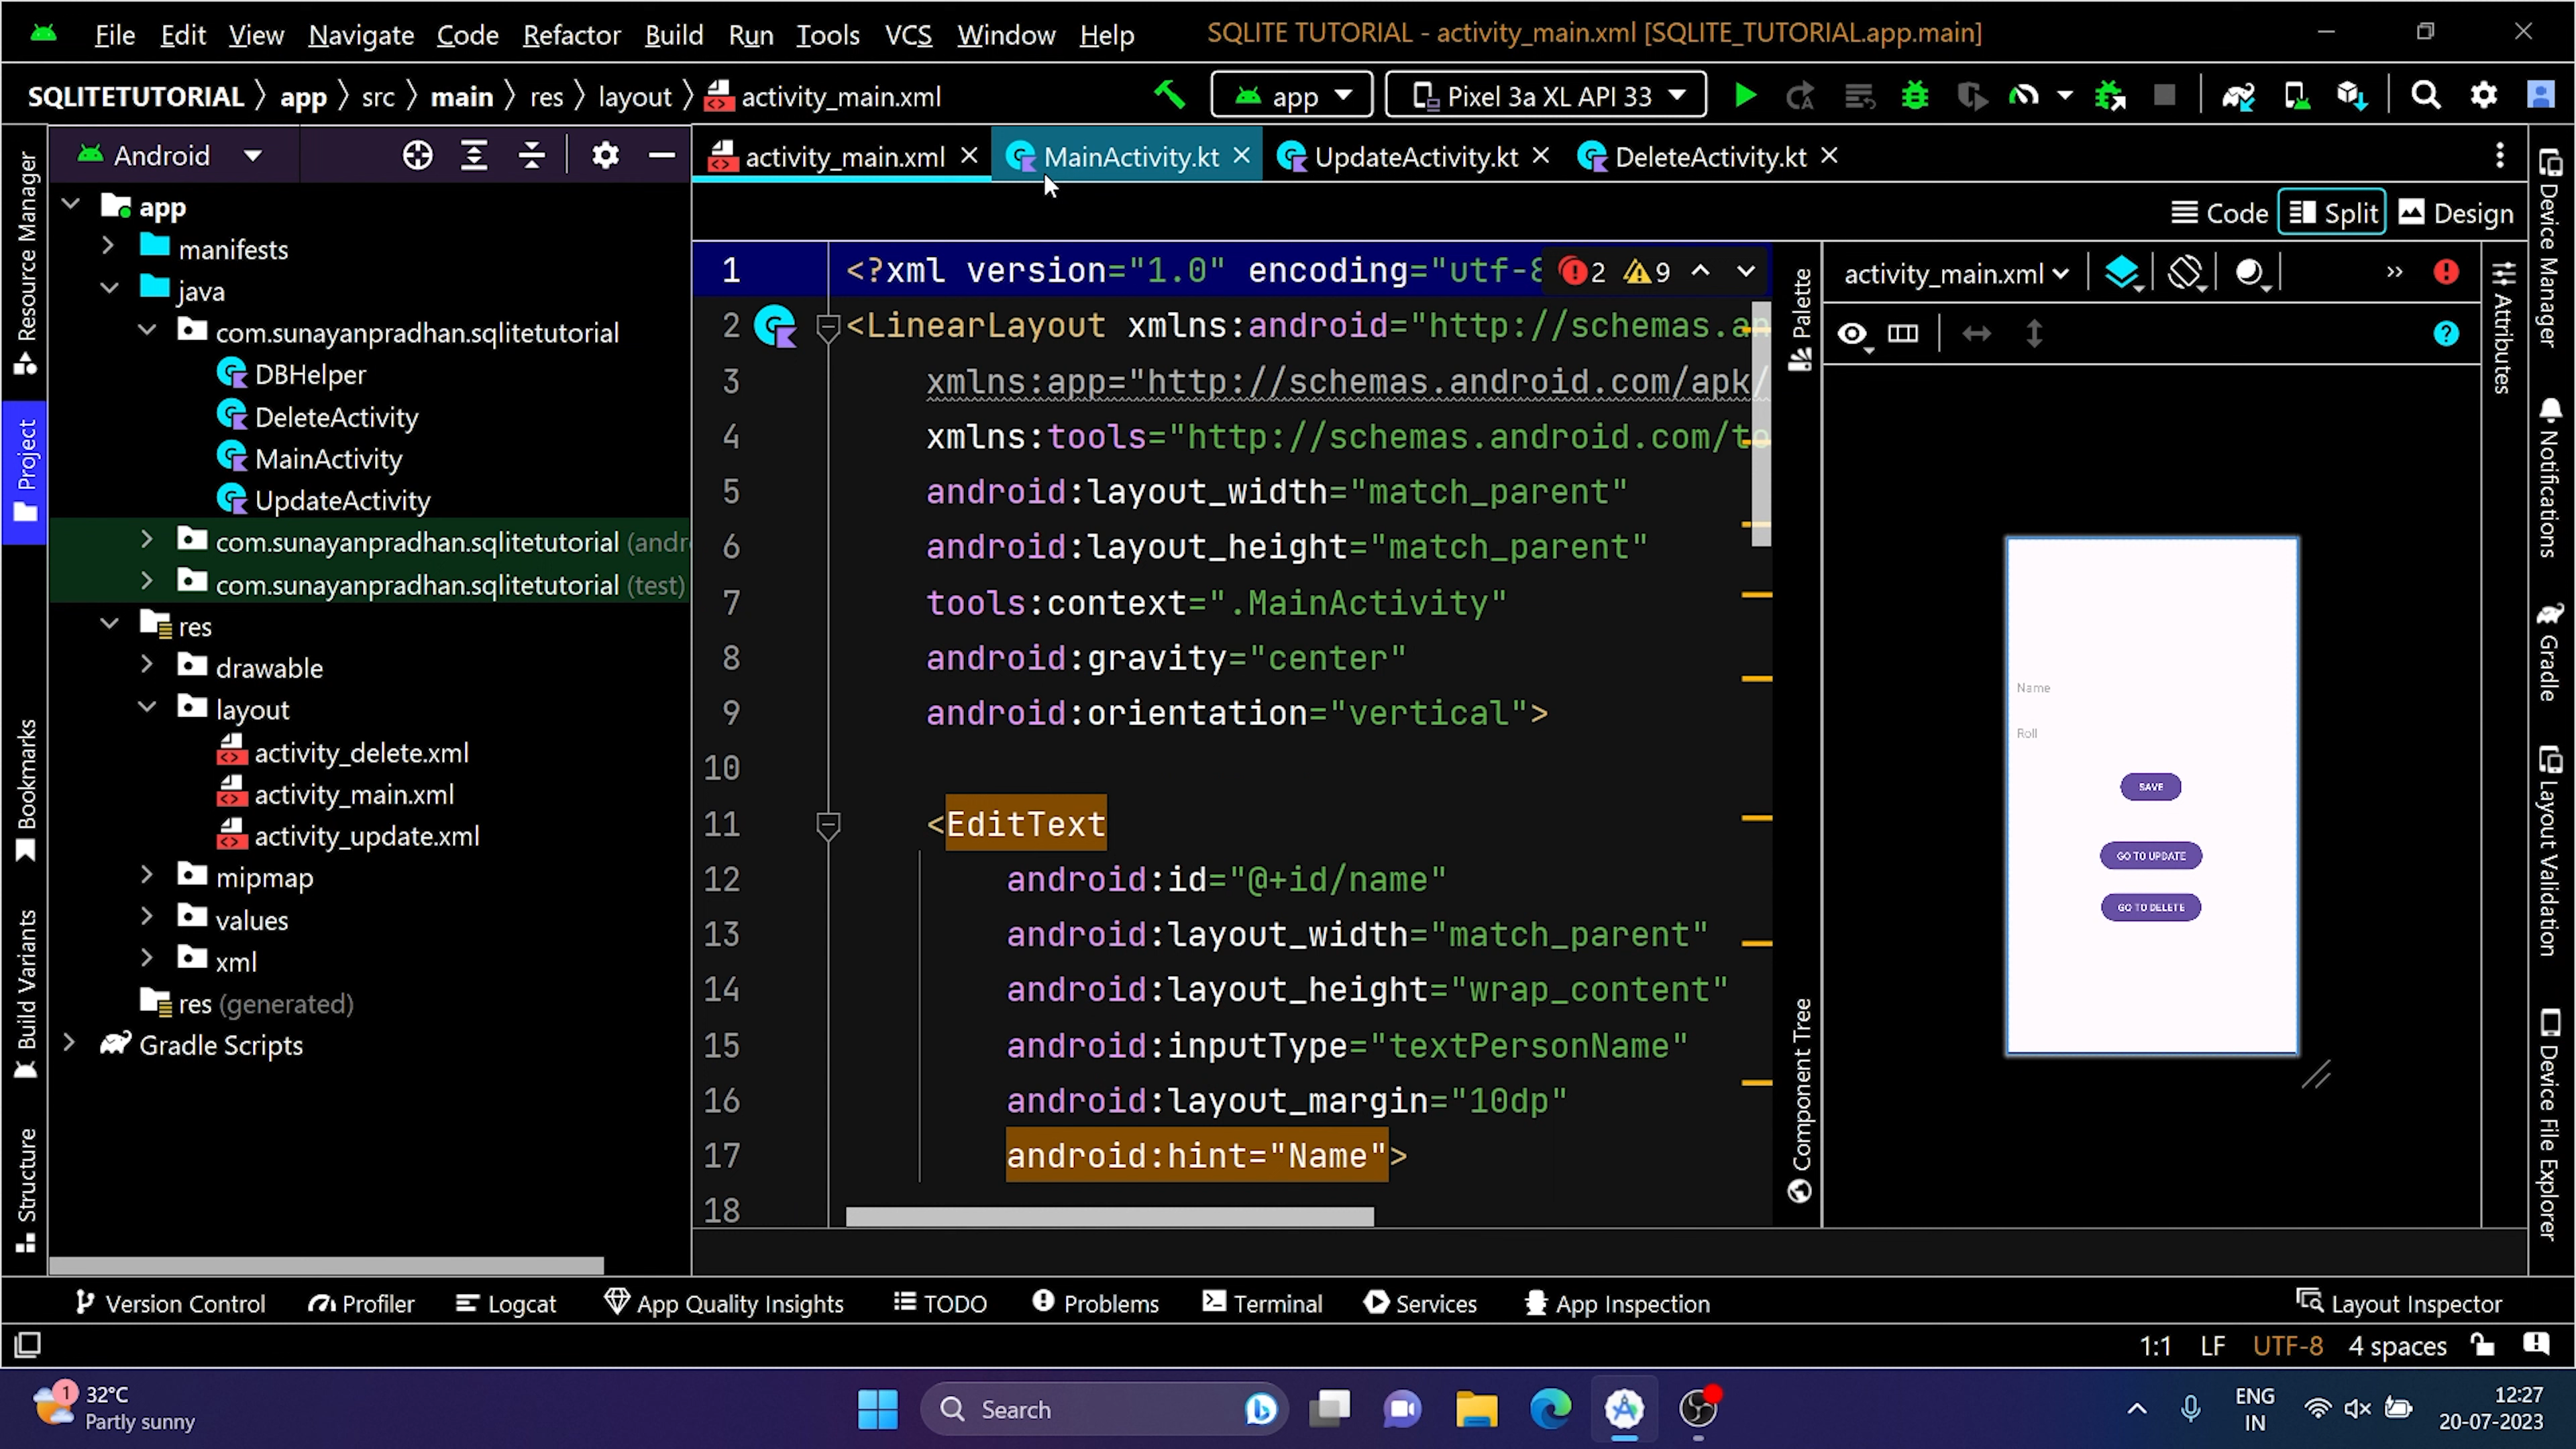 File Edit View Navigate Code Refactor Build Run Tools VCS Window Help SQLITE TUTORIAL - activity_main.xml [SQLITE_TUTORIAL.app.main]
SQLITETUTORIAL app src main res layout activity_main.xml app Pixel 3a XL API 33
Android
activity_main.xml MainActivity.kt UpdateActivity.kt DeleteActivity.kt
Code Split Design
Resource Manager
Project
Bookmarks
Build Variants
Structure
app
manifests
java
com.sunayanpradhan.sqlitetutorial
DBHelper
DeleteActivity
MainActivity
UpdateActivity
com.sunayanpradhan.sqlitetutorial (andr
com.sunayanpradhan.sqlitetutorial (test)
res
drawable
layout
activity_delete.xml
activity_main.xml
activity_update.xml
mipmap
values
xml
res (generated)
Gradle Scripts
1 <?xml version="1.0" encoding="utf-8 2 9
2 <LinearLayout xmlns:android="http://schemas.an
3 xmlns:app="http://schemas.android.com/apk/
4 xmlns:tools="http://schemas.android.com/to
5 android:layout_width="match_parent"
6 android:layout_height="match_parent"
7 tools:context=".MainActivity"
8 android:gravity="center"
9 android:orientation="vertical">
10
11 <EditText
12 android:id="@+id/name"
13 android:layout_width="match_parent"
14 android:layout_height="wrap_content"
15 android:inputType="textPersonName"
16 android:layout_margin="10dp"
17 android:hint="Name">
18
Palette
Component Tree
activity_main.xml
Name
Roll
SAVE
GO TO UPDATE
GO TO DELETE
Attributes
Device Manager
Notifications
Gradle
Layout Validation
Device File Explorer
Version Control Profiler Logcat App Quality Insights TODO Problems Terminal Services App Inspection Layout Inspector
1:1 LF UTF-8 4 spaces
1 32°C
Partly sunny
Search
ENG
IN
12:27
20-07-2023